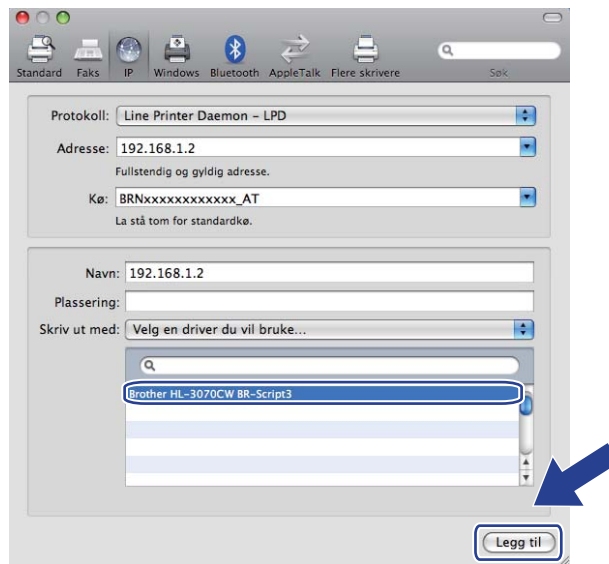 Standard Faks IP Windows Bluetooth AppleTalk Flere skrivere Søk
Protokoll: Line Printer Daemon – LPD
Adresse: 192.168.1.2
Fullstendig og gyldig adresse.
Kø: BRNxxxxxxxxxxxx_AT
La stå tom for standardkø.
Navn: 192.168.1.2
Plassering:
Skriv ut med: Velg en driver du vil bruke...
Brother HL-3070CW BR-Script3
Legg til